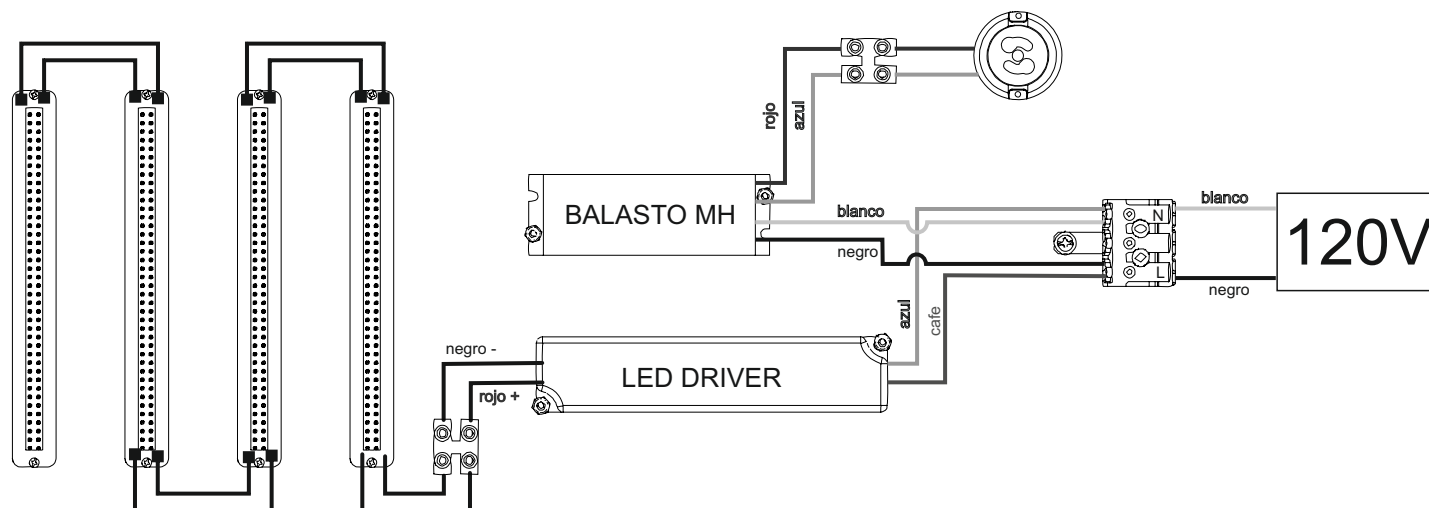 rojo
azul
BALASTO MH
blanco
negro
N
L
blanco
negro
120V
azul
cafe
negro -
rojo +
LED DRIVER